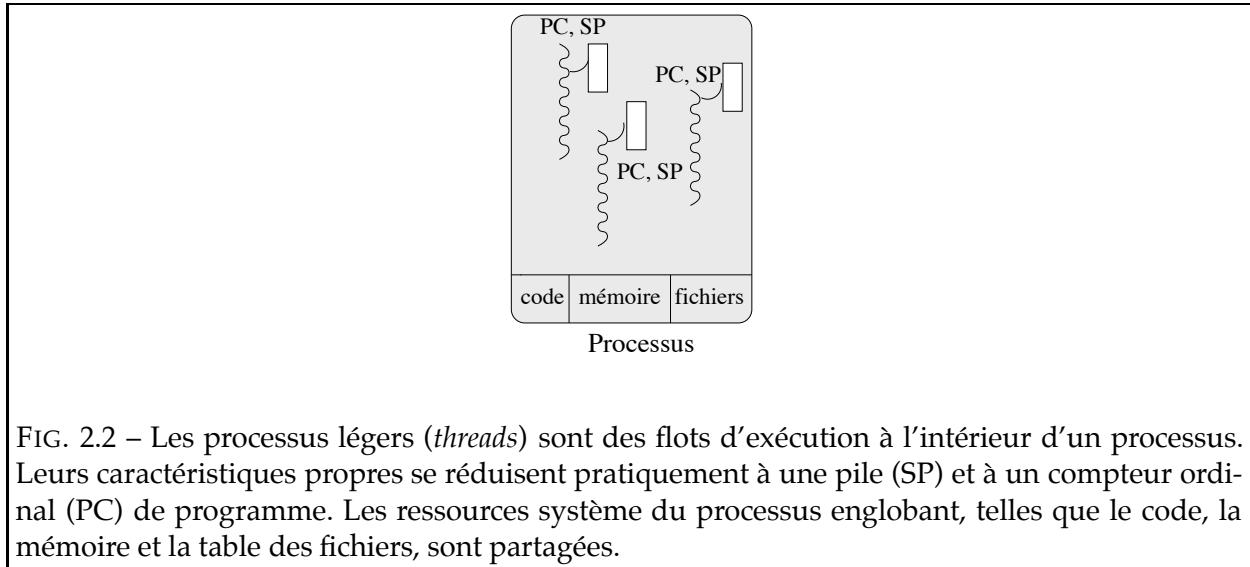 PC, SP
PC, SP
PC, SP
code mémoire fichiers
Processus
FIG. 2.2 – Les processus légers (threads) sont des flots d'exécution à l'intérieur d'un processus.
Leurs caractéristiques propres se réduisent pratiquement à une pile (SP) et à un compteur ordi-
nal (PC) de programme. Les ressources système du processus englobant, telles que le code, la
mémoire et la table des fichiers, sont partagées.